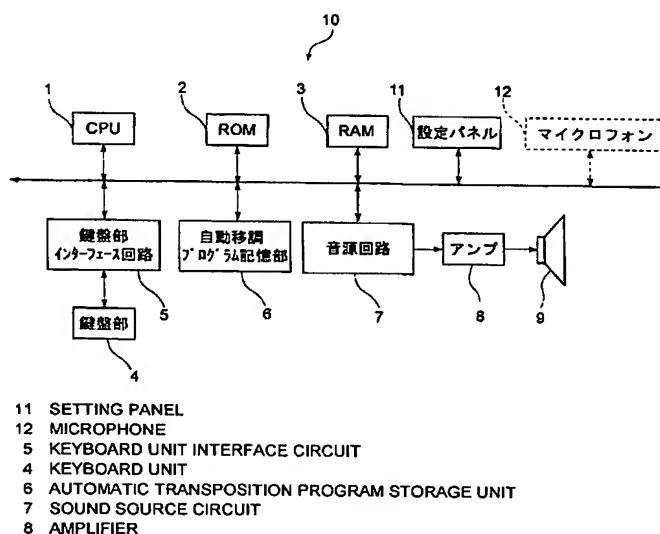 10
1
2
3
11
12
CPU
ROM
RAM
設定パネル
マイクロフォン
鍵盤部
インターフェース回路
自動移調
プログラム記憶部
音源回路
アンプ
5
6
7
8
9
鍵盤部
4
11 SETTING PANEL
12 MICROPHONE
5 KEYBOARD UNIT INTERFACE CIRCUIT
4 KEYBOARD UNIT
6 AUTOMATIC TRANSPOSITION PROGRAM STORAGE UNIT
7 SOUND SOURCE CIRCUIT
8 AMPLIFIER